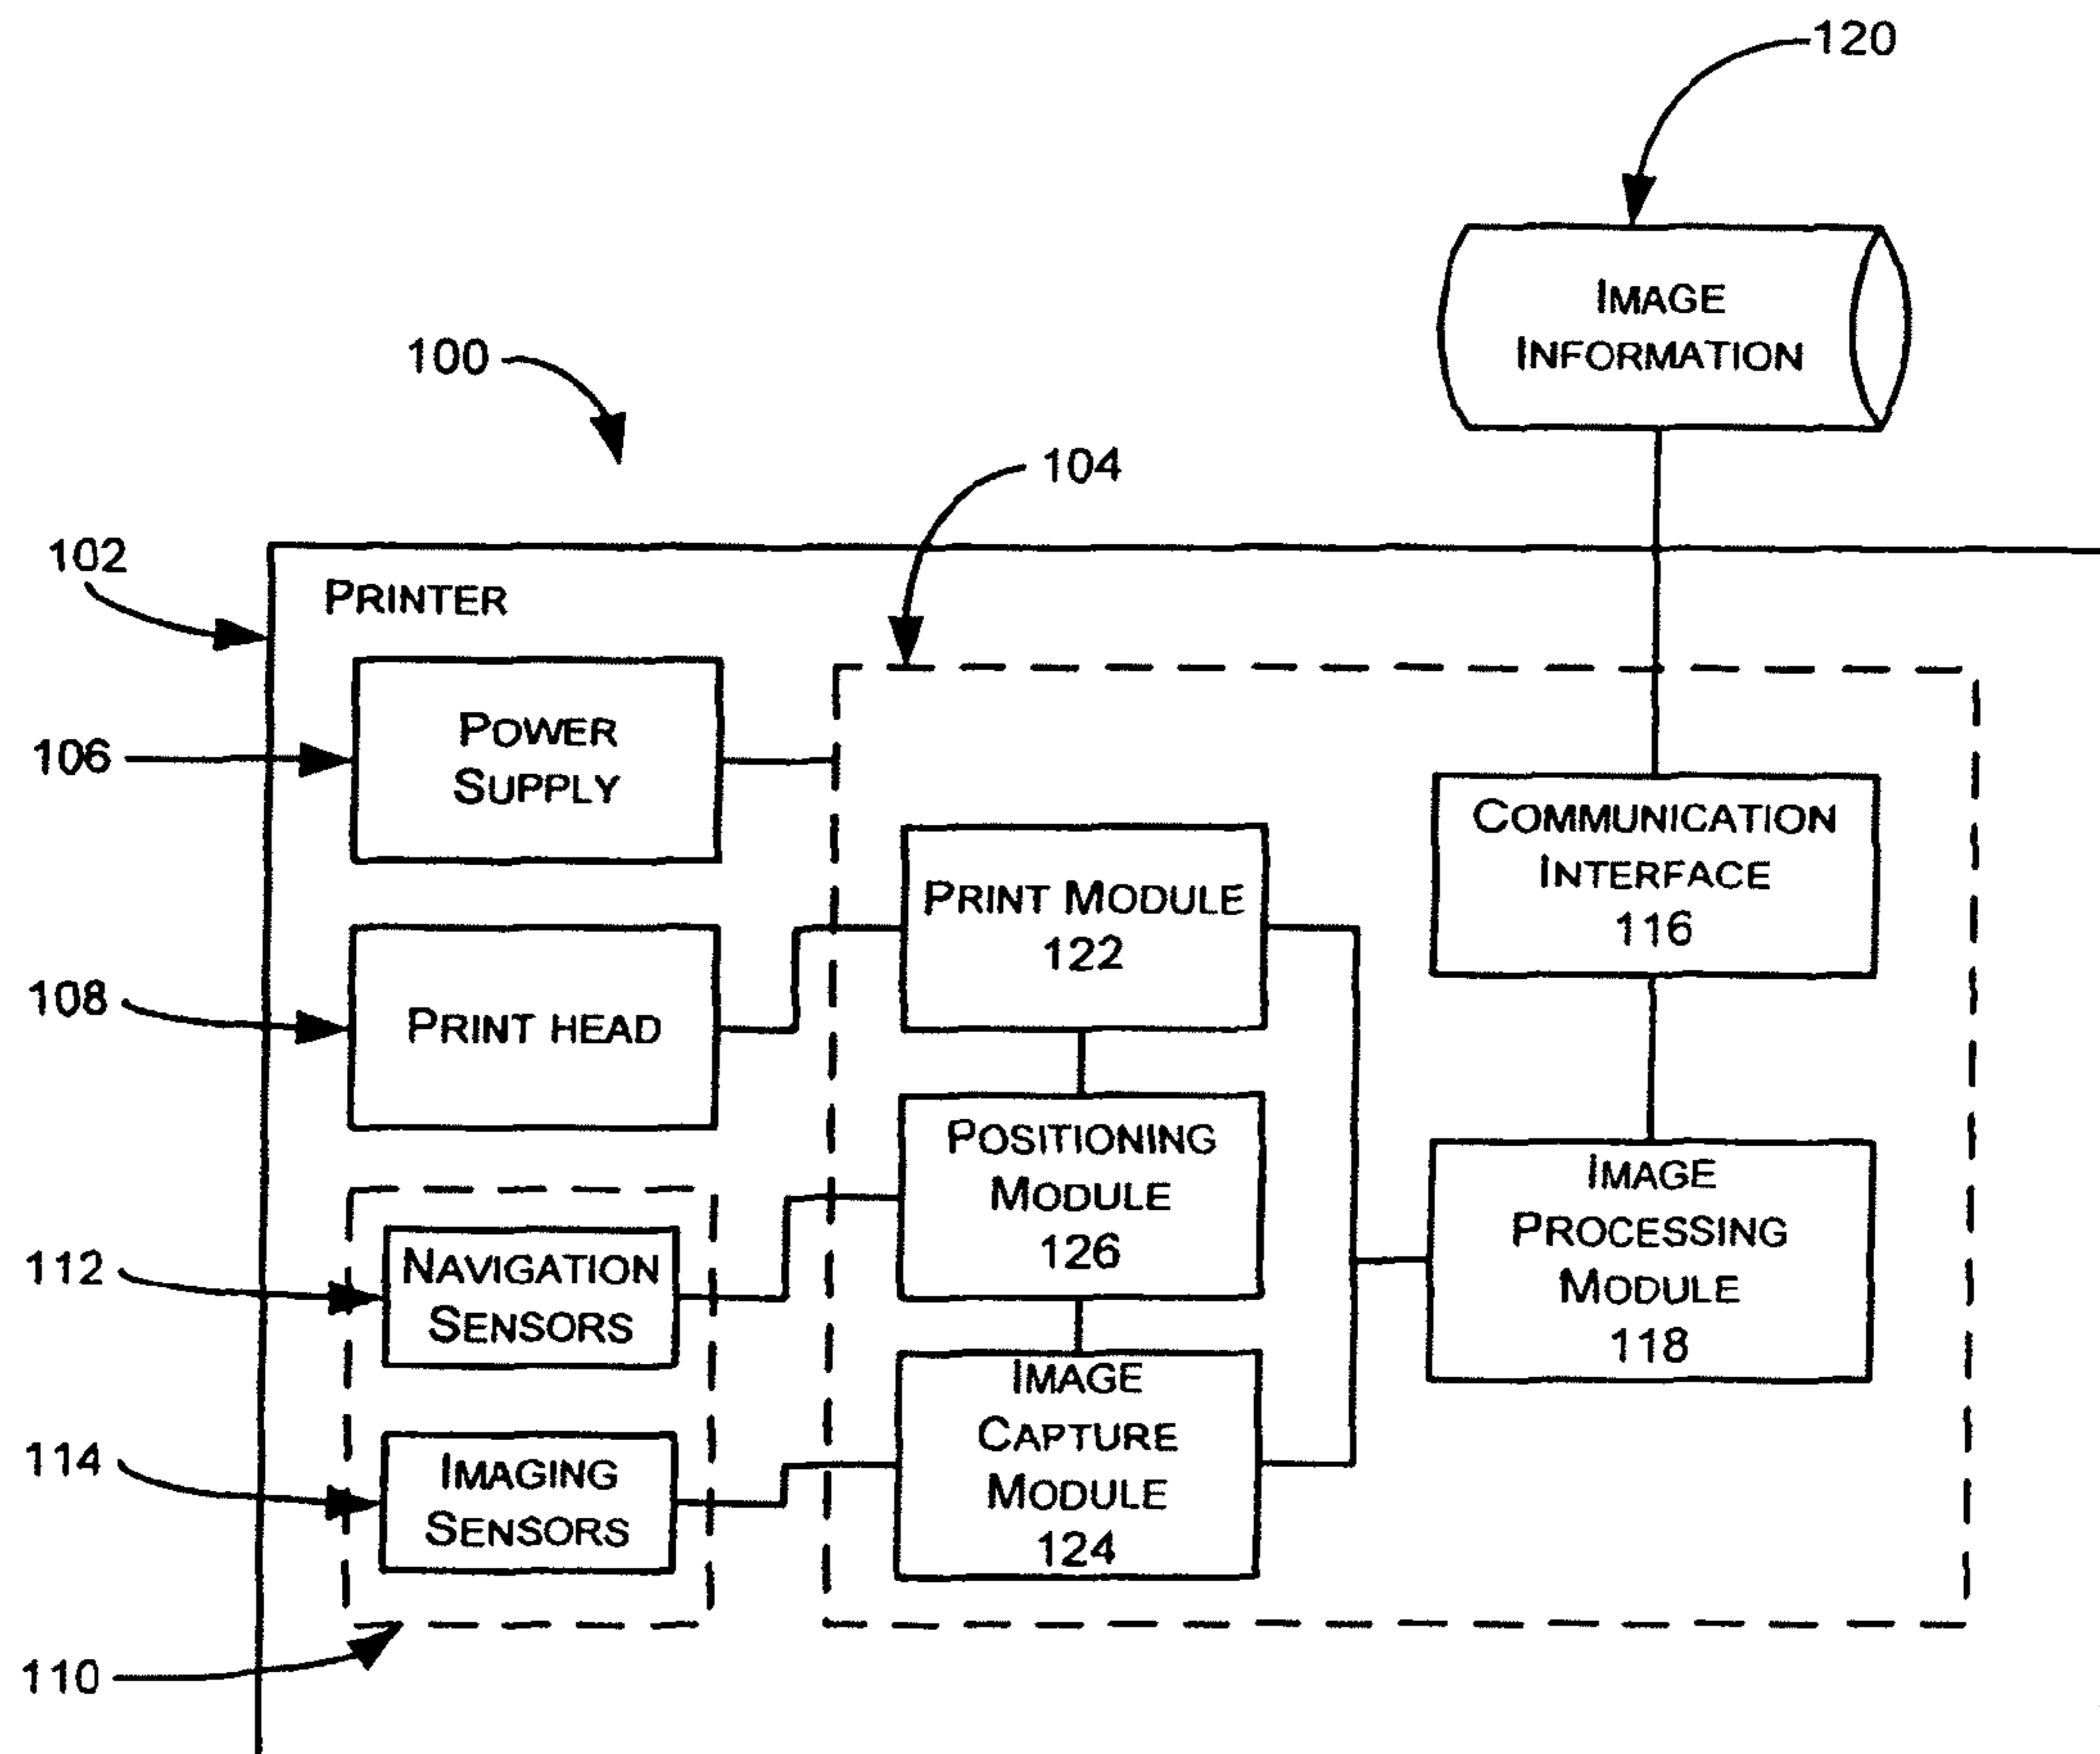 120
IMAGE
INFORMATION
100
104
102
PRINTER
106
POWER
SUPPLY
COMMUNICATION
INTERFACE
116
PRINT MODULE
122
108
PRINT HEAD
POSITIONING
MODULE
126
IMAGE
PROCESSING
MODULE
118
112
NAVIGATION
SENSORS
IMAGE
CAPTURE
MODULE
124
114
IMAGING
SENSORS
110